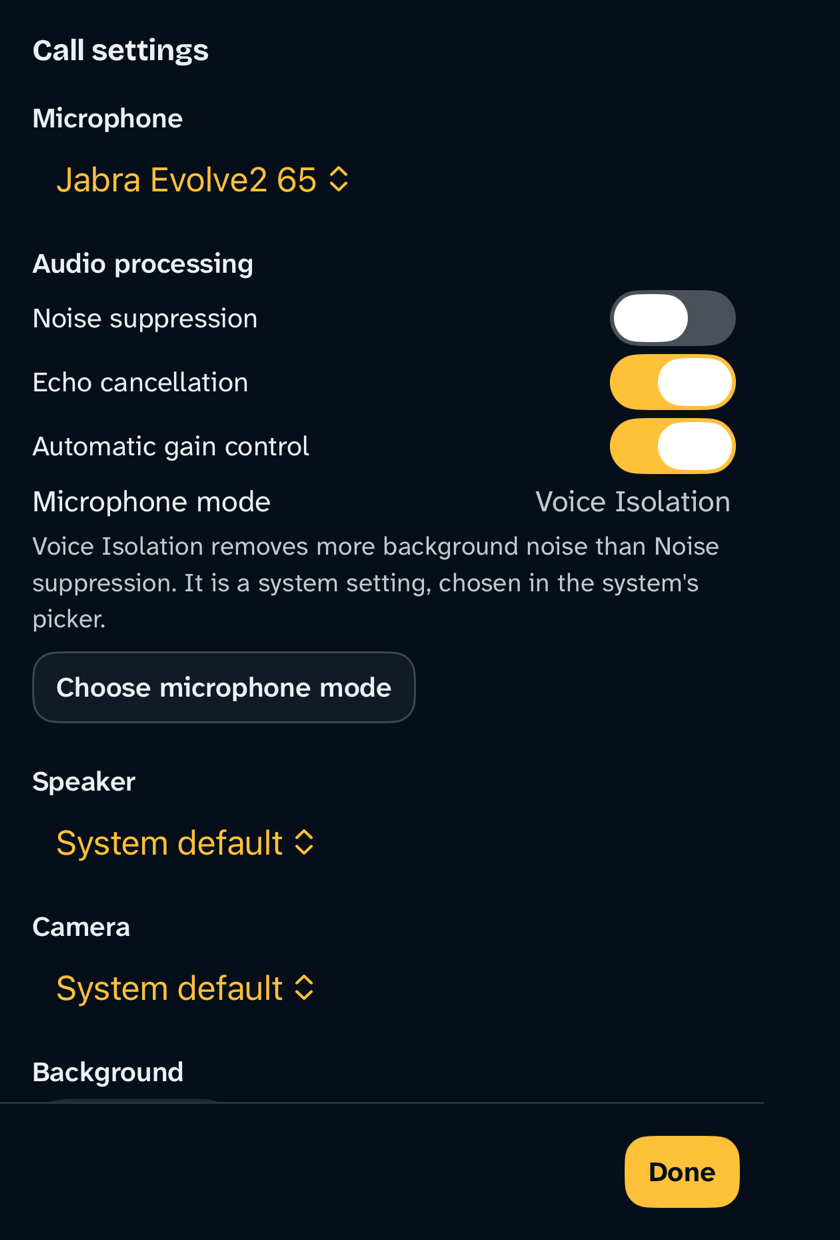 Call settings
Microphone
Jabra Evolve2 65
Audio processing
Noise suppression
Echo cancellation
Automatic gain control
Microphone mode Voice Isolation
Voice Isolation removes more background noise than Noise
suppression. It is a system setting, chosen in the system's
picker.
Choose microphone mode
Speaker
System default
Camera
System default
Background
Done